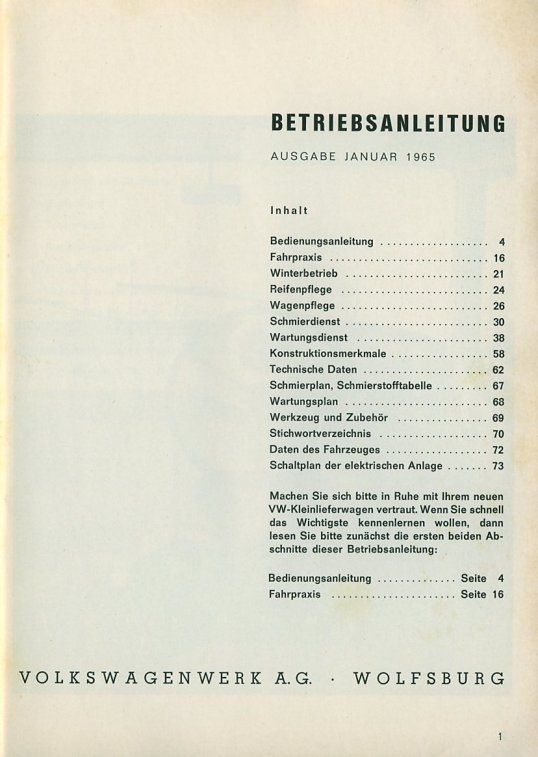 BETRIEBSANLEITUNG
AUSGABE JANUAR 1965
Inhalt
Bedienungsanleitung . . . . . . . . . . . . . . . . . . . 4
Fahrpraxis . . . . . . . . . . . . . . . . . . . . . . . . . . . 16
Winterbetrieb . . . . . . . . . . . . . . . . . . . . . . . . 21
Reifenpflege . . . . . . . . . . . . . . . . . . . . . . . . . 24
Wagenpflege . . . . . . . . . . . . . . . . . . . . . . . . . 26
Schmierdienst . . . . . . . . . . . . . . . . . . . . . . . . 30
Wartungsdienst . . . . . . . . . . . . . . . . . . . . . . 38
Konstruktionsmerkmale . . . . . . . . . . . . . . . . . 58
Technische Daten . . . . . . . . . . . . . . . . . . . . . 62
Schmierplan, Schmierstofftabelle . . . . . . . . . 67
Wartungsplan . . . . . . . . . . . . . . . . . . . . . . . . 68
Werkzeug und Zubehör . . . . . . . . . . . . . . . . 69
Stichwortverzeichnis . . . . . . . . . . . . . . . . . . . 70
Daten des Fahrzeuges . . . . . . . . . . . . . . . . . . 72
Schaltplan der elektrischen Anlage . . . . . . . 73
Machen Sie sich bitte in Ruhe mit Ihrem neuen
VW-Kleinlieferwagen vertraut. Wenn Sie schnell
das Wichtigste kennenlernen wollen, dann
lesen Sie bitte zunächst die ersten beiden Ab-
schnitte dieser Betriebsanleitung:
Bedienungsanleitung . . . . . . . . . . . . . . Seite 4
Fahrpraxis . . . . . . . . . . . . . . . . . . . . . . Seite 16
VOLKSWAGENWERK A.G. · WOLFSBURG
1